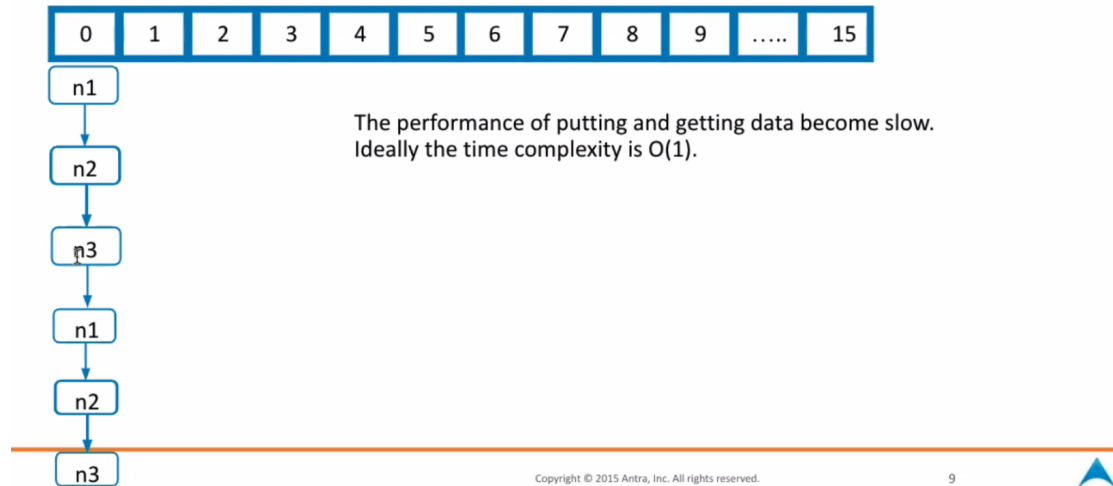 0 1 2 3 4 5 6 7 8 9 ..... 15
n1
The performance of putting and getting data become slow.
Ideally the time complexity is O(1).
n2
n3
n1
n2
n3
Copyright © 2015 Antra, Inc. All rights reserved.
9